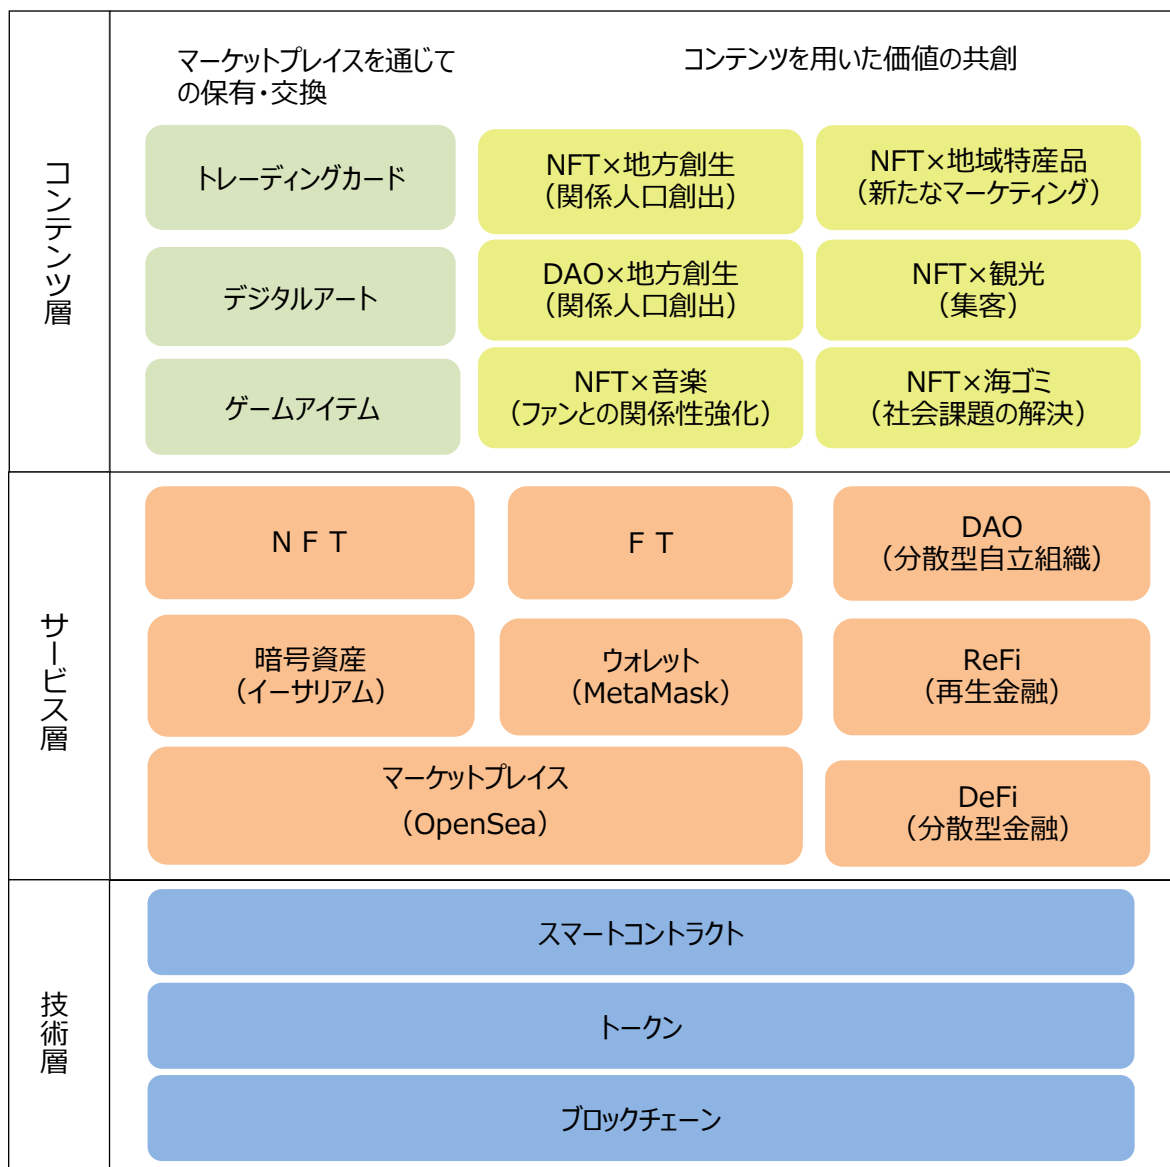 コンテンツ層
マーケットプレイスを通じて
の保有・交換
コンテンツを用いた価値の共創
トレーディングカード
NFT×地方創生
（関係人口創出）
NFT×地域特産品
（新たなマーケティング）
デジタルアート
DAO×地方創生
（関係人口創出）
NFT×観光
（集客）
ゲームアイテム
NFT×音楽
（ファンとの関係性強化）
NFT×海ゴミ
（社会課題の解決）
サービス層
ＮＦＴ
ＦＴ
DAO
（分散型自立組織）
暗号資産
（イーサリアム）
ウォレット
（MetaMask）
ReFi
（再生金融）
マーケットプレイス
（OpenSea）
DeFi
（分散型金融）
技術層
スマートコントラクト
トークン
ブロックチェーン